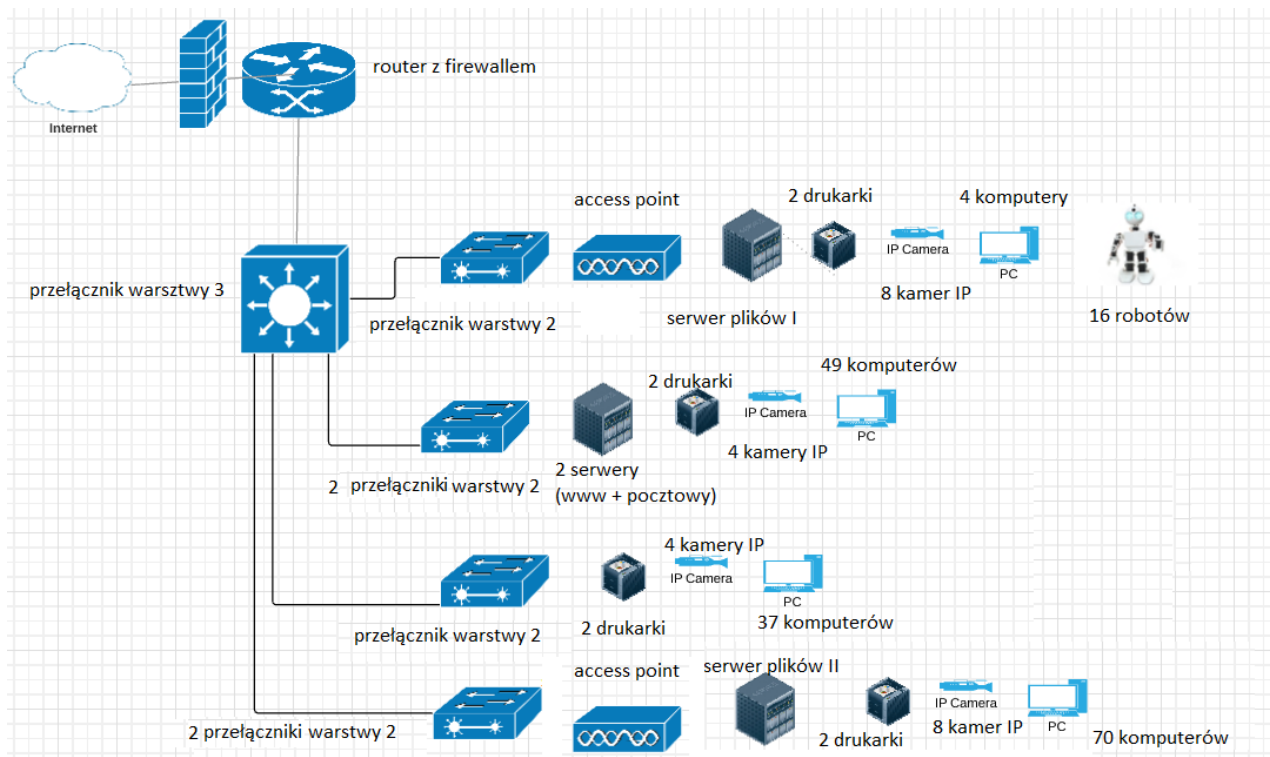 router z firewallem
Internet
access point
2 drukarki
4 komputery
IP Camera
PC
przełącznik warsztwy 3
przełącznik warstwy 2
serwer plików I
8 kamer IP
16 robotów
49 komputerów
2 drukarki
IP Camera
PC
4 kamery IP
2 przełączniki warstwy 2
2 serwery
(www + pocztowy)
4 kamery IP
IP Camera
PC
przełącznik warstwy 2
2 drukarki
37 komputerów
access point
serwer plików II
IP Camera
PC
2 przełączniki warstwy 2
2 drukarki
8 kamer IP
70 komputerów